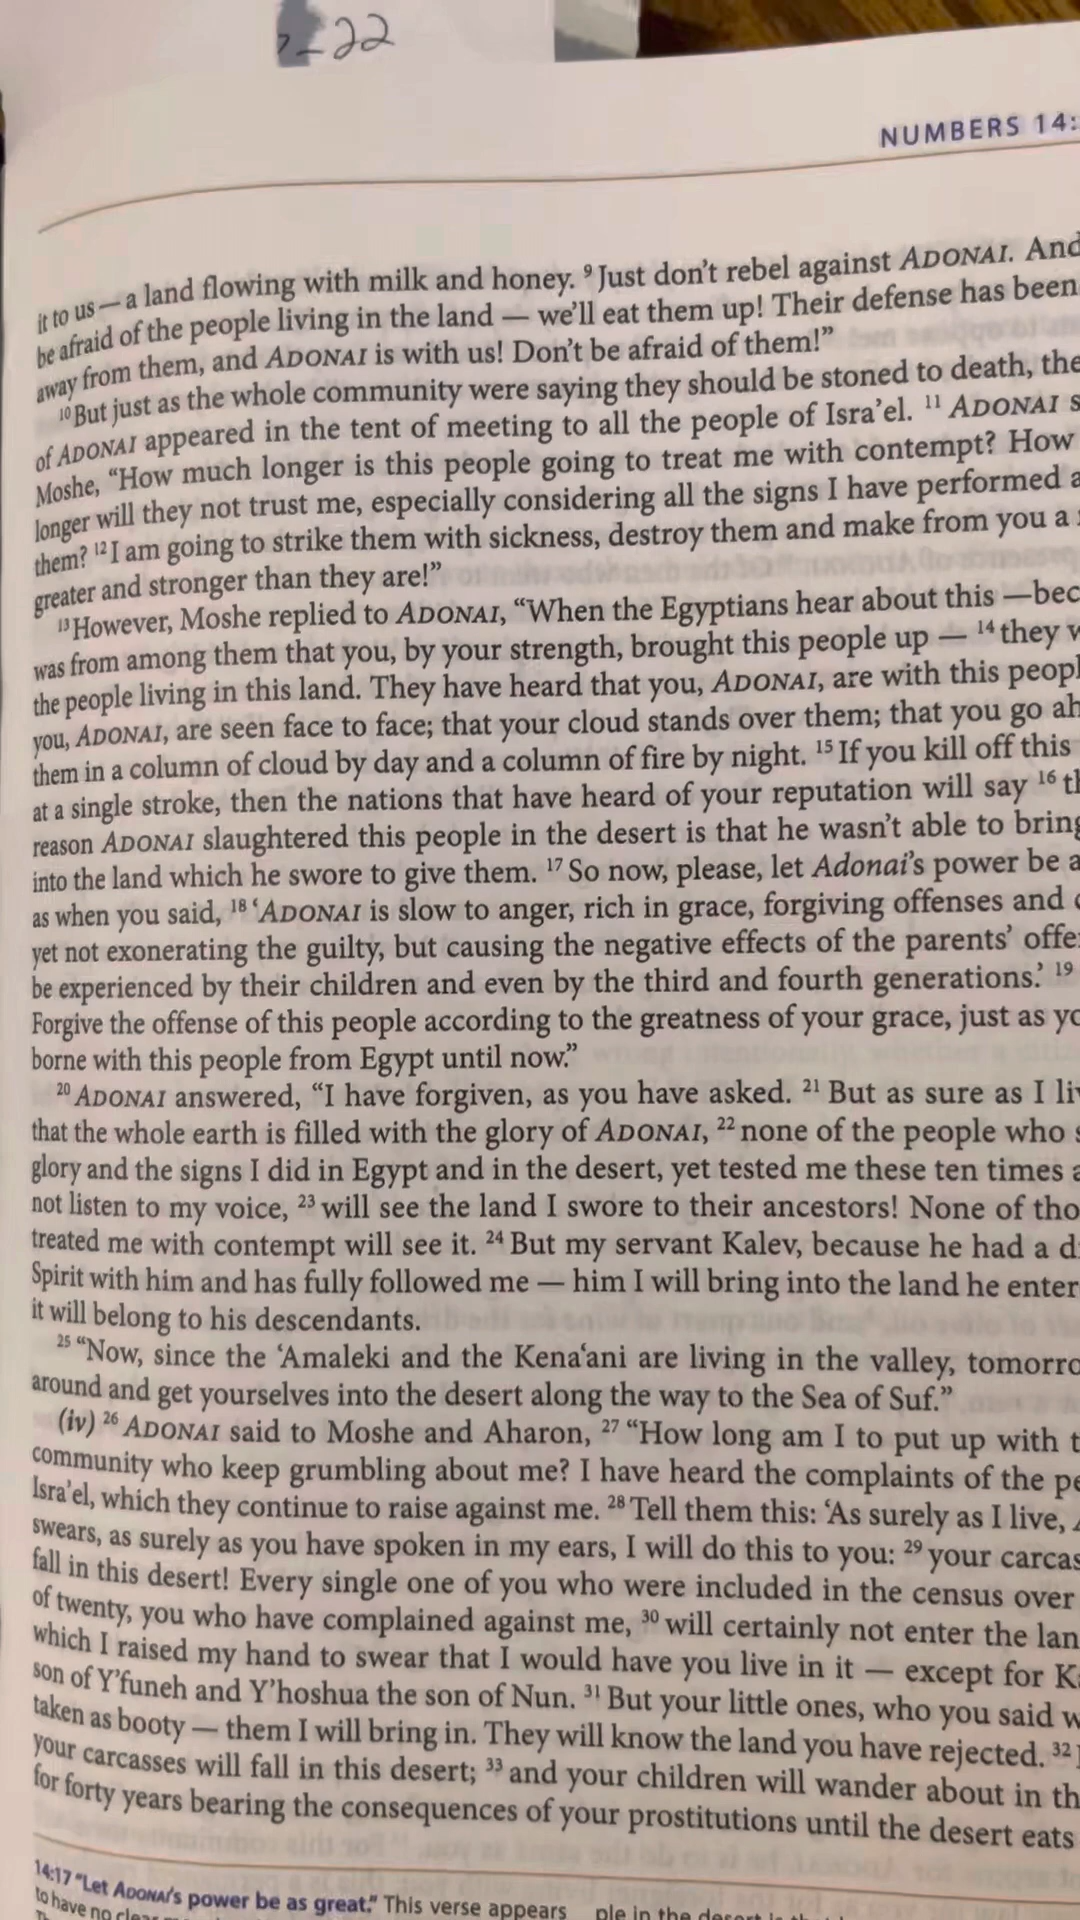 -22
NUMBERS 14:
it to us — a land flowing with milk and honey. ⁹ Just don't rebel against ADONAI. And
be afraid of the people living in the land — we'll eat them up! Their defense has been
away from them, and ADONAI is with us! Don't be afraid of them!”
¹⁰ But just as the whole community were saying they should be stoned to death, the
of ADONAI appeared in the tent of meeting to all the people of Isra'el. ¹¹ ADONAI s
Moshe, “How much longer is this people going to treat me with contempt? How
longer will they not trust me, especially considering all the signs I have performed a
them? ¹² I am going to strike them with sickness, destroy them and make from you a
greater and stronger than they are!”
¹³ However, Moshe replied to ADONAI, “When the Egyptians hear about this —bec
was from among them that you, by your strength, brought this people up — ¹⁴ they w
the people living in this land. They have heard that you, ADONAI, are with this peopl
you, ADONAI, are seen face to face; that your cloud stands over them; that you go ah
them in a column of cloud by day and a column of fire by night. ¹⁵ If you kill off this
at a single stroke, then the nations that have heard of your reputation will say ¹⁶ th
reason ADONAI slaughtered this people in the desert is that he wasn't able to bring
into the land which he swore to give them. ¹⁷ So now, please, let Adonai's power be a
as when you said, ¹⁸ ‘ADONAI is slow to anger, rich in grace, forgiving offenses and
yet not exonerating the guilty, but causing the negative effects of the parents' offe
be experienced by their children and even by the third and fourth generations.’ ¹⁹
Forgive the offense of this people according to the greatness of your grace, just as yo
borne with this people from Egypt until now.”
²⁰ ADONAI answered, “I have forgiven, as you have asked. ²¹ But as sure as I liv
that the whole earth is filled with the glory of ADONAI, ²² none of the people who s
glory and the signs I did in Egypt and in the desert, yet tested me these ten times a
not listen to my voice, ²³ will see the land I swore to their ancestors! None of tho
treated me with contempt will see it. ²⁴ But my servant Kalev, because he had a d
Spirit with him and has fully followed me — him I will bring into the land he enter
it will belong to his descendants.
²⁵ “Now, since the ‘Amaleki and the Kena‘ani are living in the valley, tomorro
around and get yourselves into the desert along the way to the Sea of Suf.”
(iv) ²⁶ ADONAI said to Moshe and Aharon, ²⁷ “How long am I to put up with t
community who keep grumbling about me? I have heard the complaints of the pe
Isra'el, which they continue to raise against me. ²⁸ Tell them this: ‘As surely as I live,
swears, as surely as you have spoken in my ears, I will do this to you: ²⁹ your carcas
fall in this desert! Every single one of you who were included in the census over
of twenty, you who have complained against me, ³⁰ will certainly not enter the lan
which I raised my hand to swear that I would have you live in it — except for K
son of Y'funeh and Y'hoshua the son of Nun. ³¹ But your little ones, who you said w
taken as booty — them I will bring in. They will know the land you have rejected. ³²
your carcasses will fall in this desert; ³³ and your children will wander about in th
for forty years bearing the consequences of your prostitutions until the desert eats
14:17 “Let ADONAI's power be as great.” This verse appears
to have no
ple in the desert is